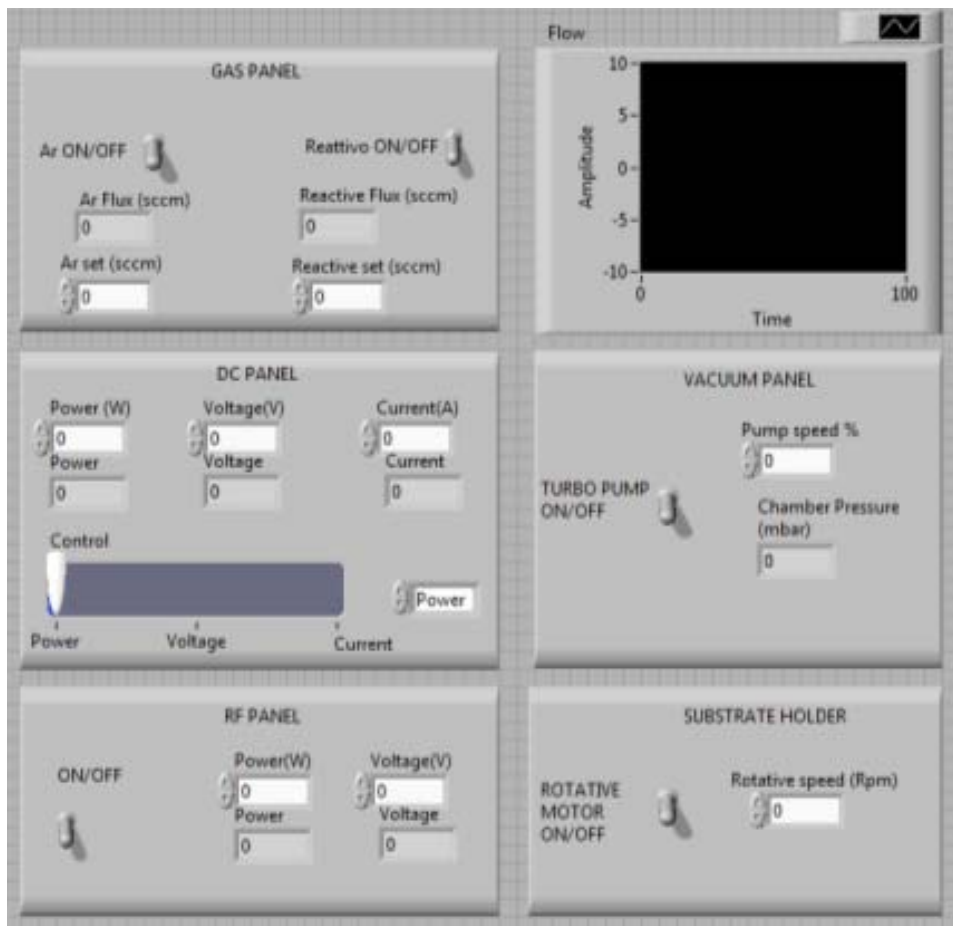 GAS PANEL
Ar ON/OFF
Reattivo ON/OFF
Ar Flux (sccm)
Reactive Flux (sccm)
0
0
Ar set (sccm)
Reactive set (sccm)
0
0
Flow
10
5
0
-5
-10
Amplitude
0
100
Time
DC PANEL
Power (W)
Voltage(V)
Current(A)
0
0
0
Power
Voltage
Current
0
0
0
Control
Power
Power
Voltage
Current
VACUUM PANEL
Pump speed %
0
TURBO PUMP
ON/OFF
Chamber Pressure
(mbar)
0
RF PANEL
ON/OFF
Power(W)
Voltage(V)
0
0
Power
Voltage
0
0
SUBSTRATE HOLDER
ROTATIVE
MOTOR
ON/OFF
Rotative speed (Rpm)
0